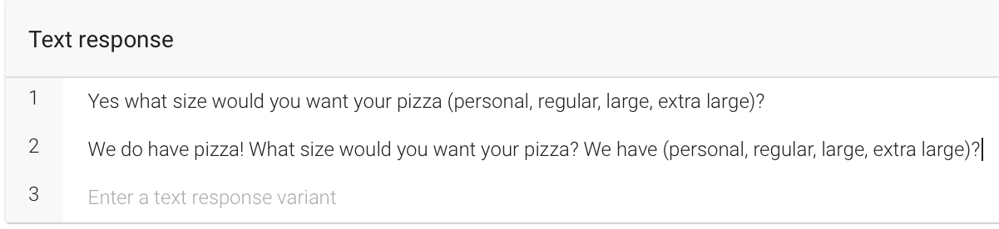 Text response
1 Yes what size would you want your pizza (personal, regular, large, extra large)?
2 We do have pizza! What size would you want your pizza? We have (personal, regular, large, extra large)?
3 Enter a text response variant